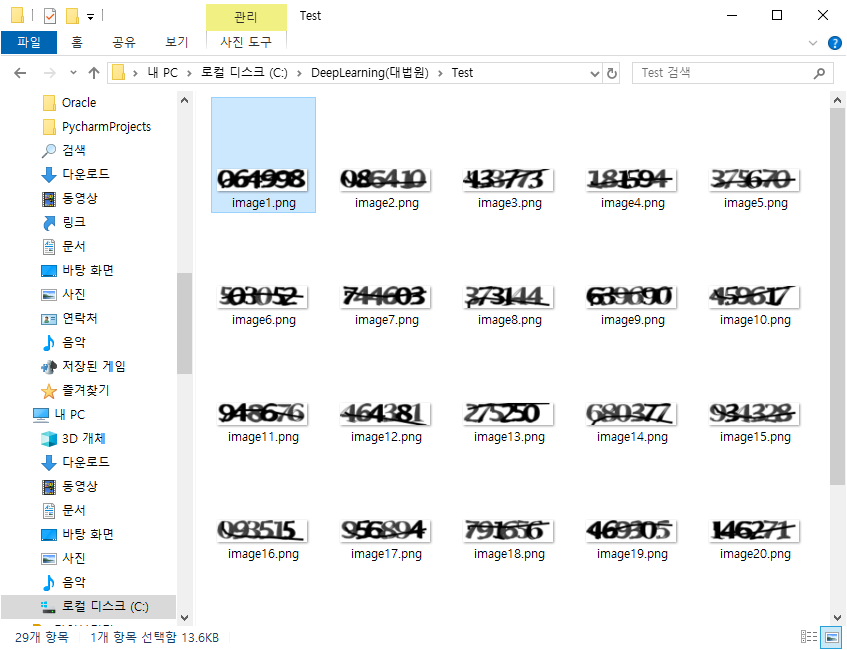 관리
Test
파일 홈 공유 보기 사진 도구
내 PC › 로컬 디스크 (C:) › DeepLearning(대법원) › Test
Test 검색
Oracle
PycharmProjects
검색
다운로드
동영상
링크
문서
바탕 화면
사진
연락처
음악
저장된 게임
즐겨찾기
내 PC
3D 개체
다운로드
동영상
문서
바탕 화면
사진
음악
로컬 디스크 (C:)
064998 086410 433773 181594 375670
image1.png image2.png image3.png image4.png image5.png
503052 744603 373144 639690 459617
image6.png image7.png image8.png image9.png image10.png
948676 464381 275250 680377 934328
image11.png image12.png image13.png image14.png image15.png
093515 956894 791656 469305 146271
image16.png image17.png image18.png image19.png image20.png
29개 항목 1개 항목 선택함 13.6KB